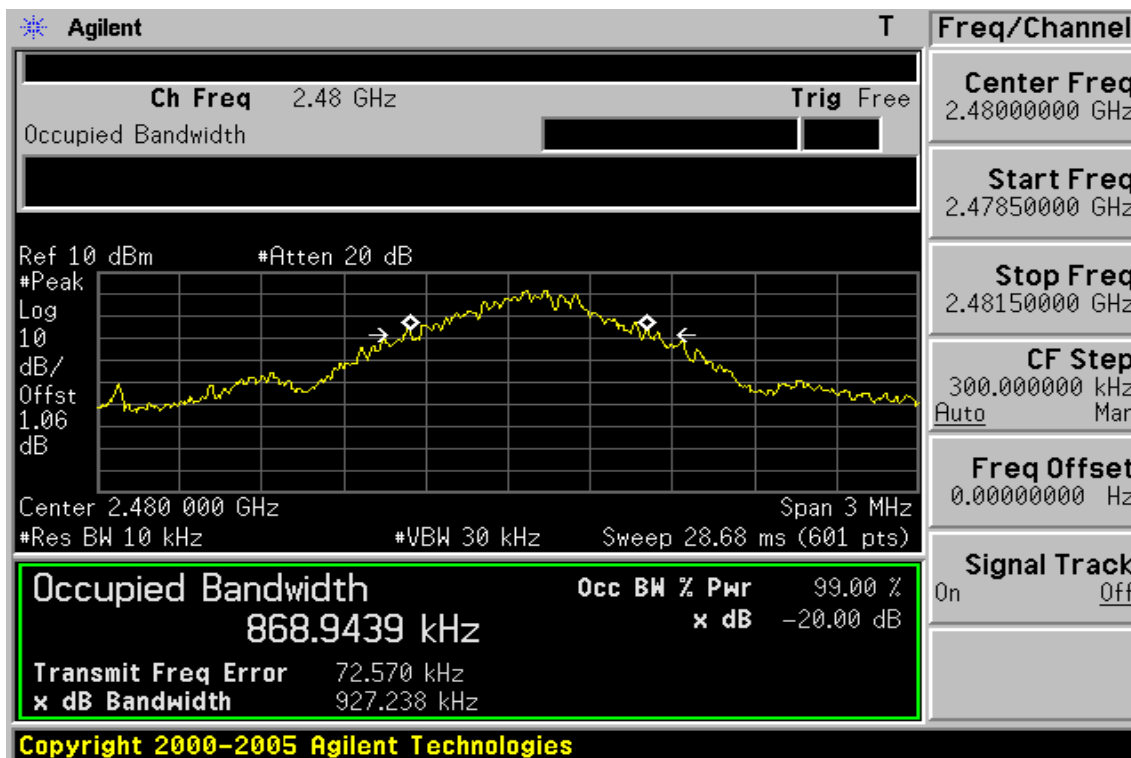 Agilent T
Ch Freq 2.48 GHz Trig Free
Occupied Bandwidth
Ref 10 dBm #Atten 20 dB
#Peak
Log
10
dB/
Offst
1.06
dB
Center 2.480 000 GHz Span 3 MHz
#Res BW 10 kHz #VBW 30 kHz Sweep 28.68 ms (601 pts)
Occupied Bandwidth Occ BW % Pwr 99.00 %
868.9439 kHz x dB -20.00 dB
Transmit Freq Error 72.570 kHz
x dB Bandwidth 927.238 kHz
Copyright 2000-2005 Agilent Technologies
Freq/Channel
Center Freq
2.48000000 GHz
Start Freq
2.47850000 GHz
Stop Freq
2.48150000 GHz
CF Step
300.000000 kHz
Auto Man
Freq Offset
0.00000000 Hz
Signal Track
On Off